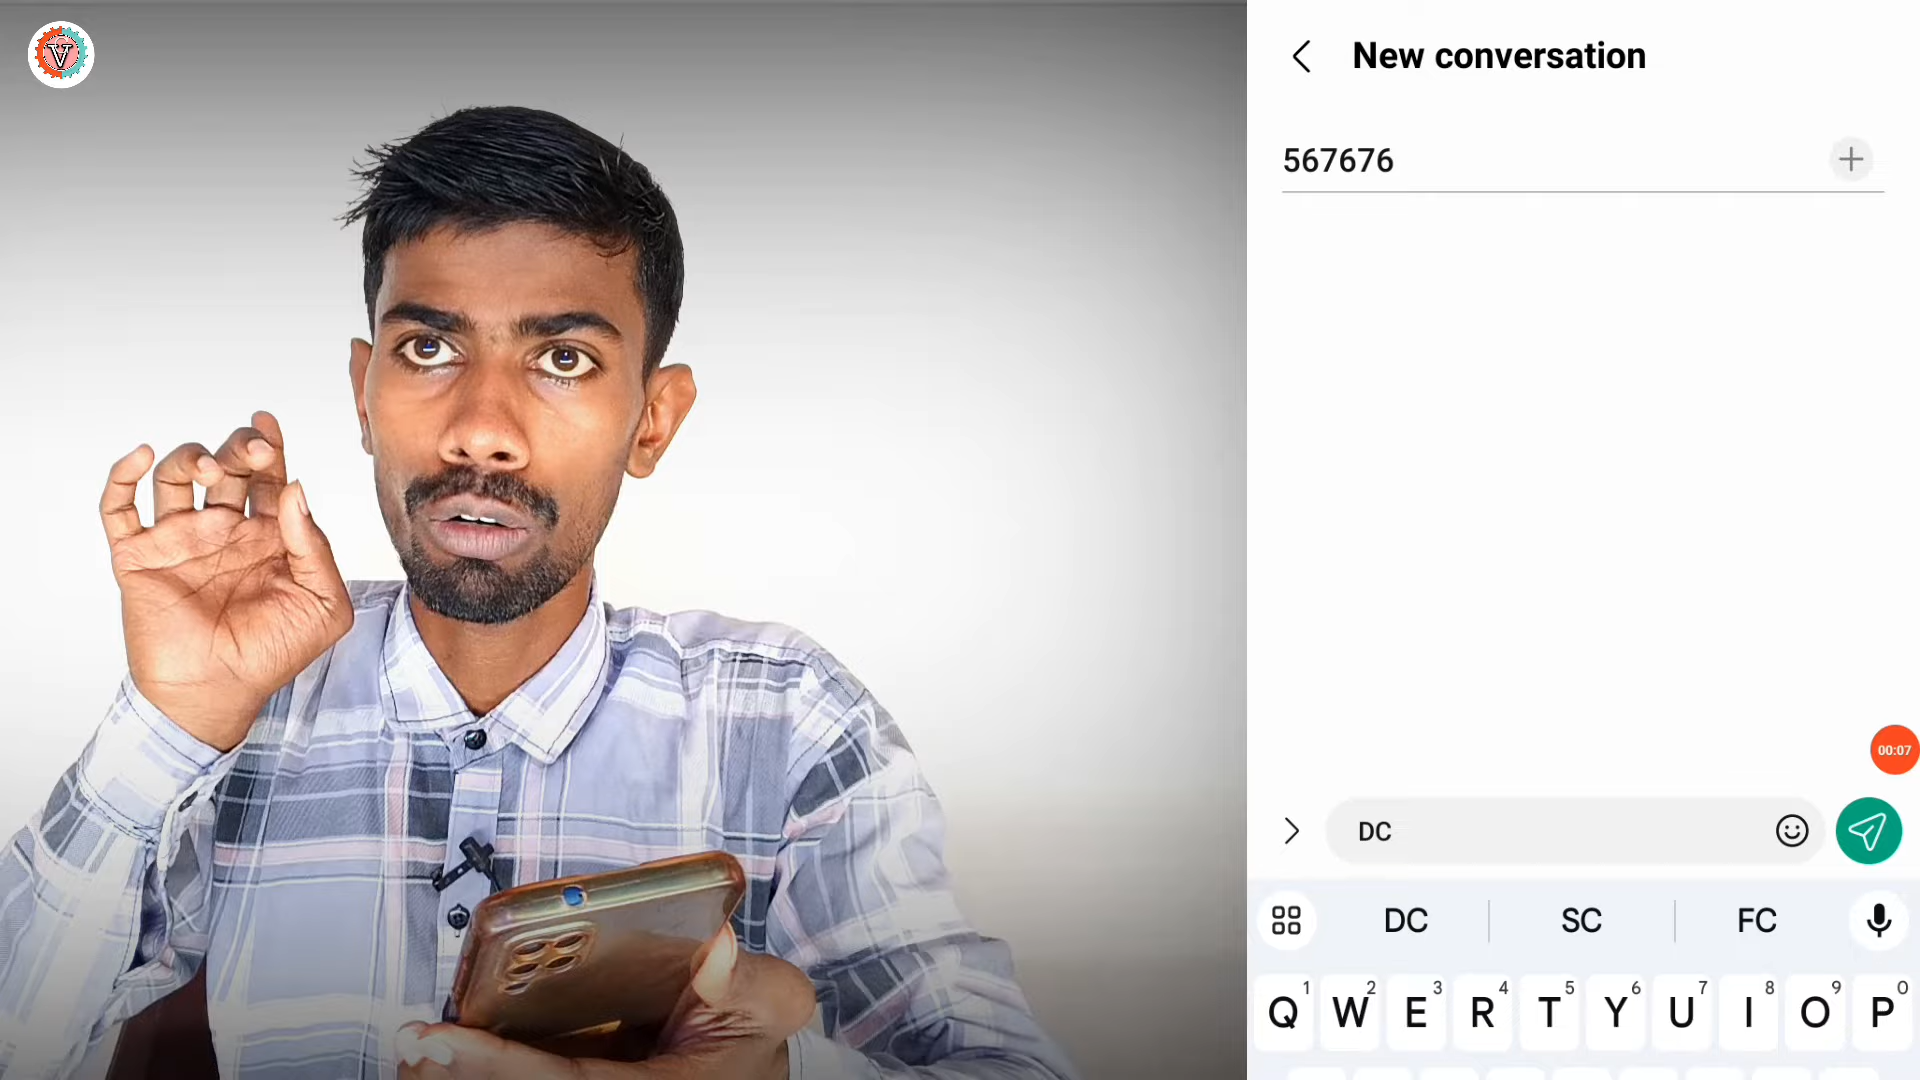 V
New conversation
567676
00:07
DC
DC SC FC
1 2 3 4 5 6 7 8 9 0
Q W E R T Y U I O P